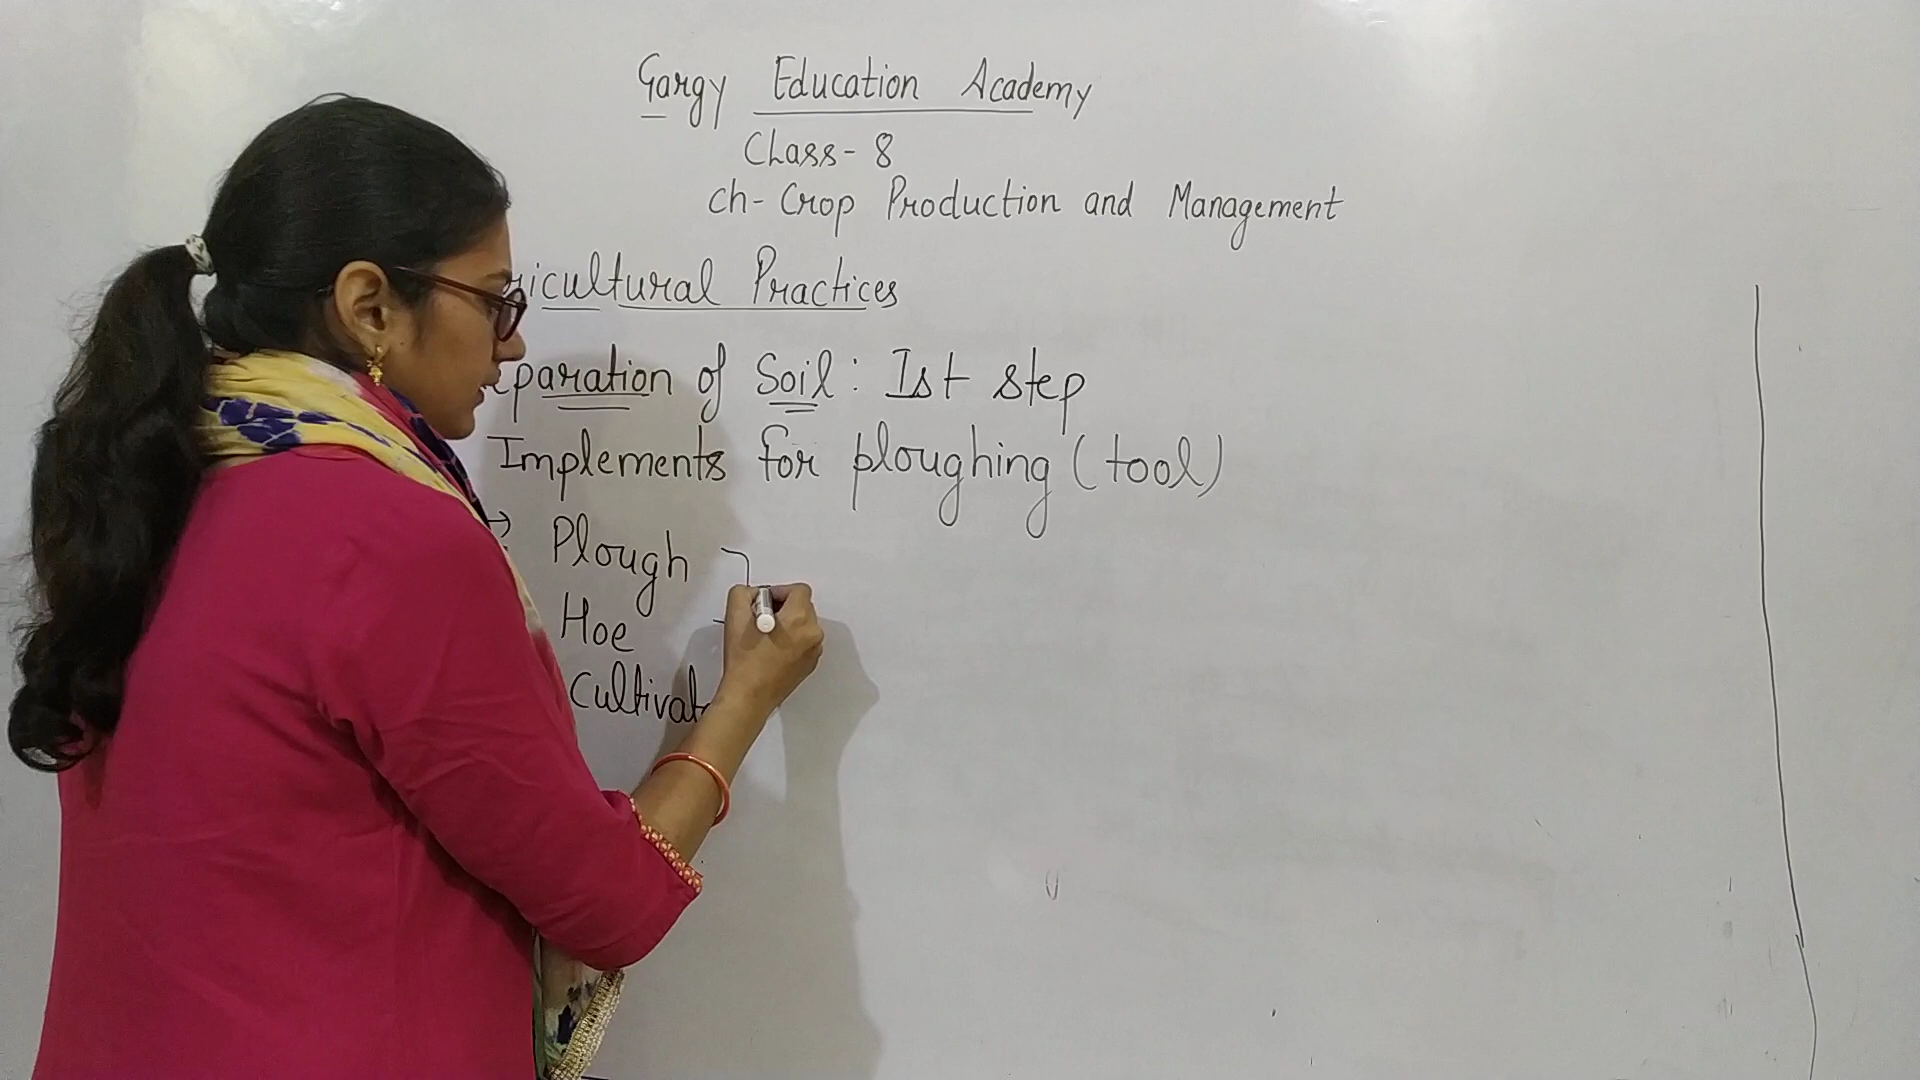 Gargy Education Academy
Class- 8
ch- Crop Production and Management
ricultural Practices
paration of Soil : Ist step
Implements for ploughing (tool)
→ Plough
Hoe
Cultivat